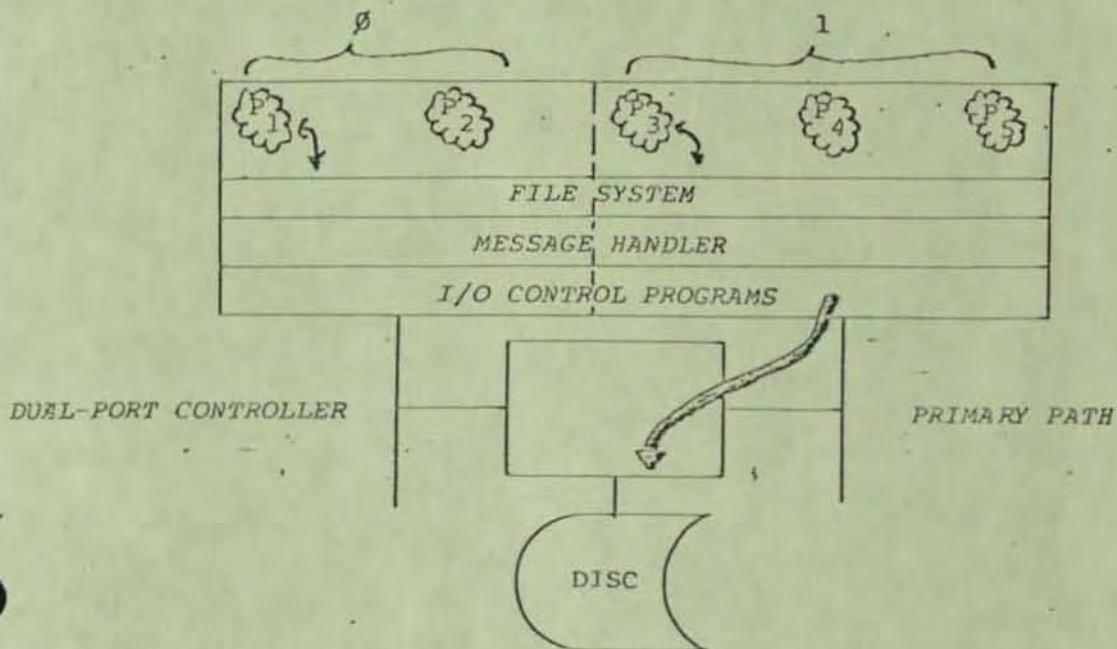 Ø 1
P1 P2 P3 P4 P5
FILE SYSTEM
MESSAGE HANDLER
I/O CONTROL PROGRAMS
DUAL-PORT CONTROLLER PRIMARY PATH
DISC